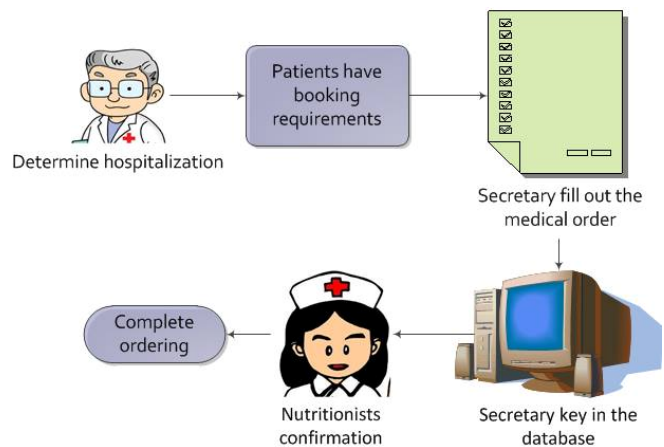 Determine hospitalization
Patients have
booking
requirements
Secretary fill out the
medical order
Secretary key in the
database
Nutritionists
confirmation
Complete
ordering